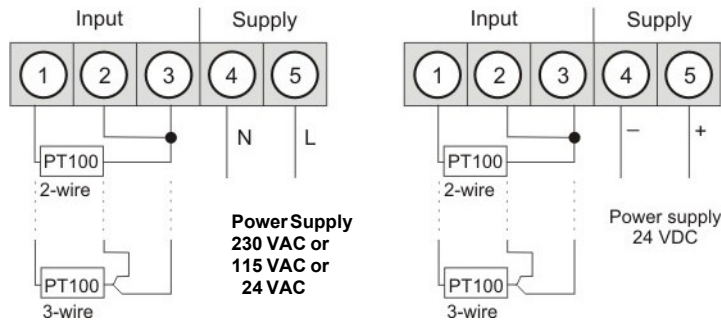 Input Supply
1 2 3 4 5
N L
PT100
2-wire
Power Supply
230 VAC or
115 VAC or
24 VAC
PT100
3-wire
Input Supply
1 2 3 4 5
– +
PT100
2-wire
Power supply
24 VDC
PT100
3-wire